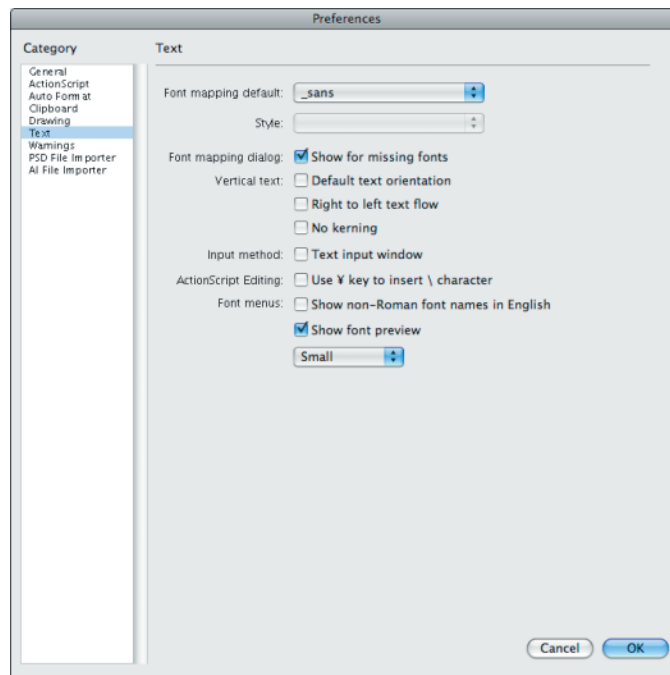 Preferences
Category
Text
General
ActionScript
Auto Format
Clipboard
Drawing
Text
Warnings
PSD File Importer
AI File Importer
Font mapping default: _sans
Style:
Font mapping dialog: Show for missing fonts
Vertical text: Default text orientation
Right to left text flow
No kerning
Input method: Text input window
ActionScript Editing: Use ¥ key to insert \ character
Font menus: Show non-Roman font names in English
Show font preview
Small
Cancel OK